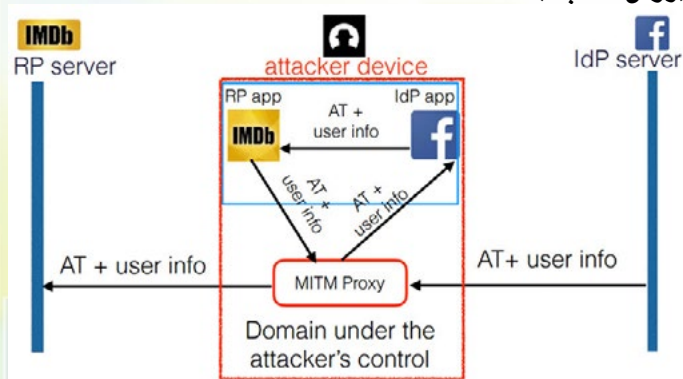 IMDb
RP server
attacker device
IdP server
RP app
IdP app
IMDb
AT +
user info
AT +
user info
AT +
user info
AT + user info
MITM Proxy
AT+ user info
Domain under the
attacker's control